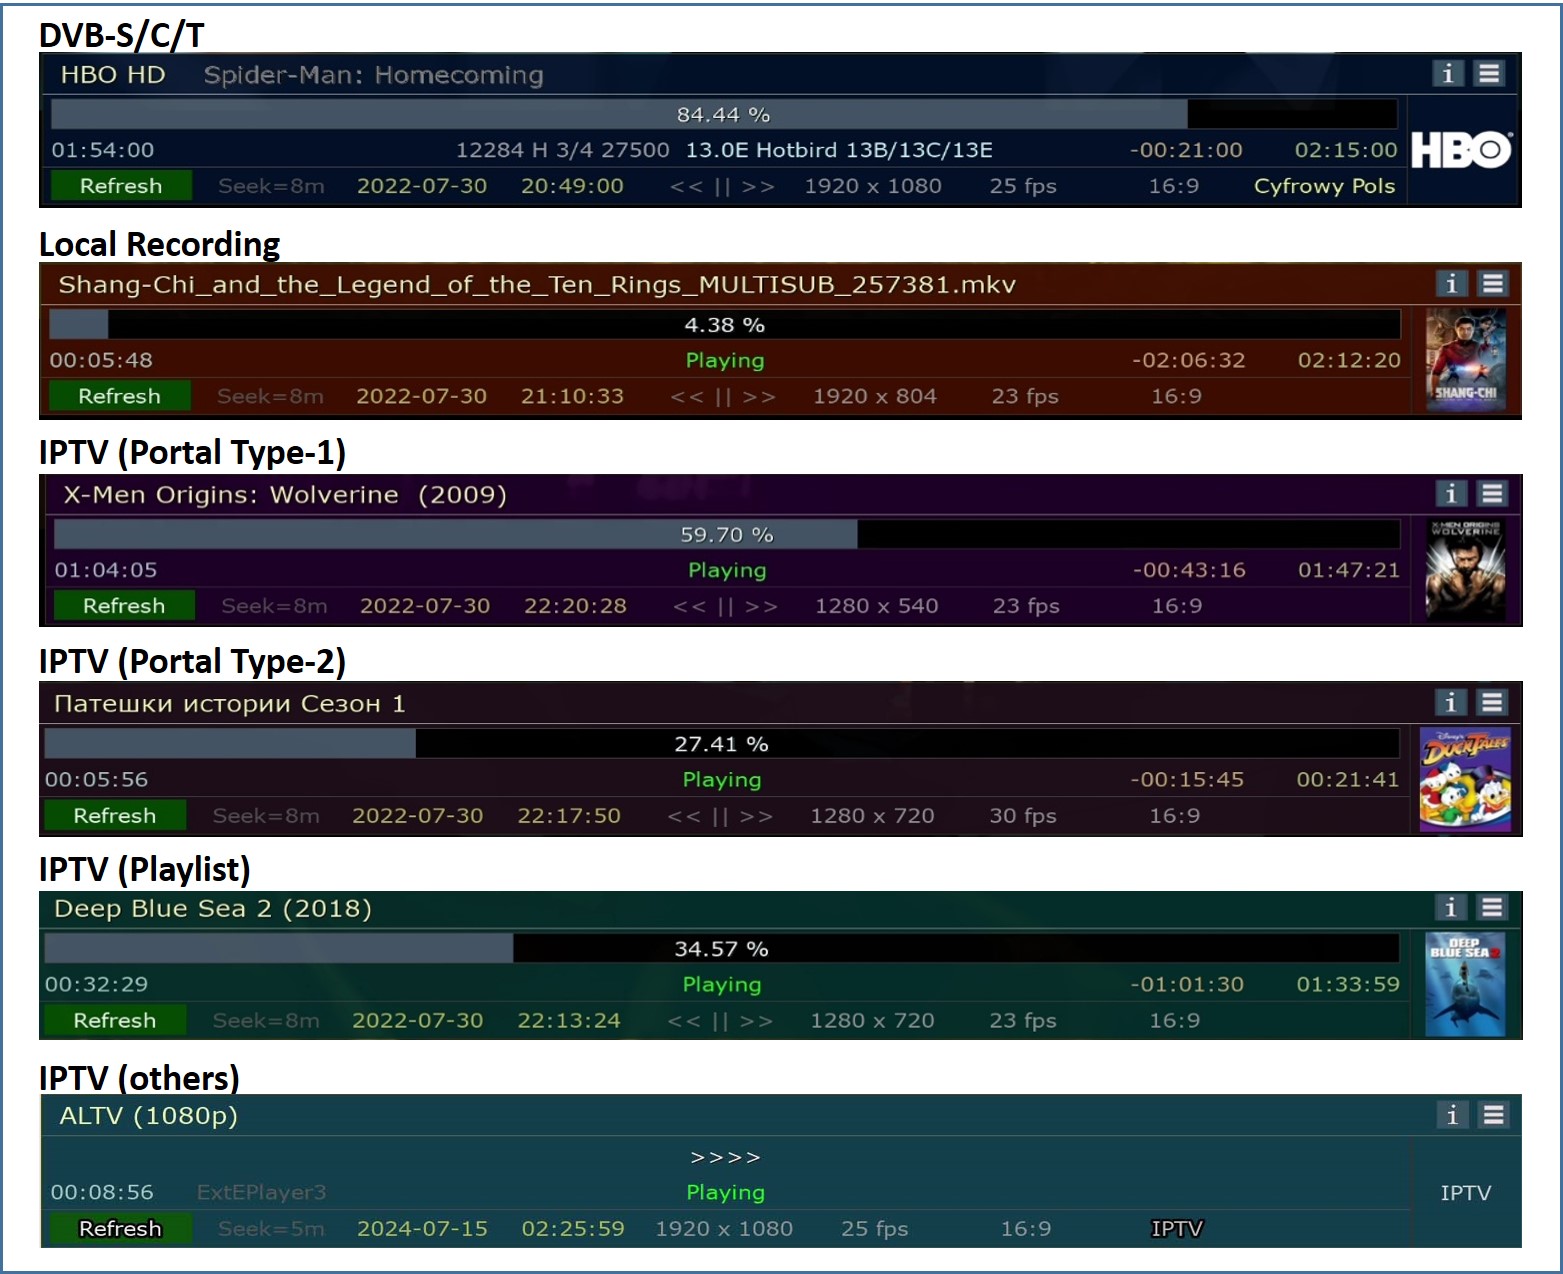 DVB-S/C/T
HBO HD Spider-Man: Homecoming i
84.44 %
01:54:00 12284 H 3/4 27500 13.0E Hotbird 13B/13C/13E -00:21:00 02:15:00 HBO
Refresh Seek=8m 2022-07-30 20:49:00 << || >> 1920 x 1080 25 fps 16:9 Cyfrowy Pols
Local Recording
Shang-Chi_and_the_Legend_of_the_Ten_Rings_MULTISUB_257381.mkv i
4.38 %
00:05:48 Playing -02:06:32 02:12:20
Refresh Seek=8m 2022-07-30 21:10:33 << || >> 1920 x 804 23 fps 16:9 SHANG-CHI
IPTV (Portal Type-1)
X-Men Origins: Wolverine (2009) i
X-MEN ORIGINS
WOLVERINE
59.70 %
01:04:05 Playing -00:43:16 01:47:21
Refresh Seek=8m 2022-07-30 22:20:28 << || >> 1280 x 540 23 fps 16:9
IPTV (Portal Type-2)
Патешки истории Сезон 1 i
27.41 % Disney's
DUCKTALES
00:05:56 Playing -00:15:45 00:21:41
Refresh Seek=8m 2022-07-30 22:17:50 << || >> 1280 x 720 30 fps 16:9
IPTV (Playlist)
Deep Blue Sea 2 (2018) i
34.57 % DEEP
BLUE SEA 2
00:32:29 Playing -01:01:30 01:33:59
Refresh Seek=8m 2022-07-30 22:13:24 << || >> 1280 x 720 23 fps 16:9
IPTV (others)
ALTV (1080p) i
>>>>
00:08:56 ExtEPlayer3 Playing IPTV
Refresh Seek=5m 2024-07-15 02:25:59 1920 x 1080 25 fps 16:9 IPTV